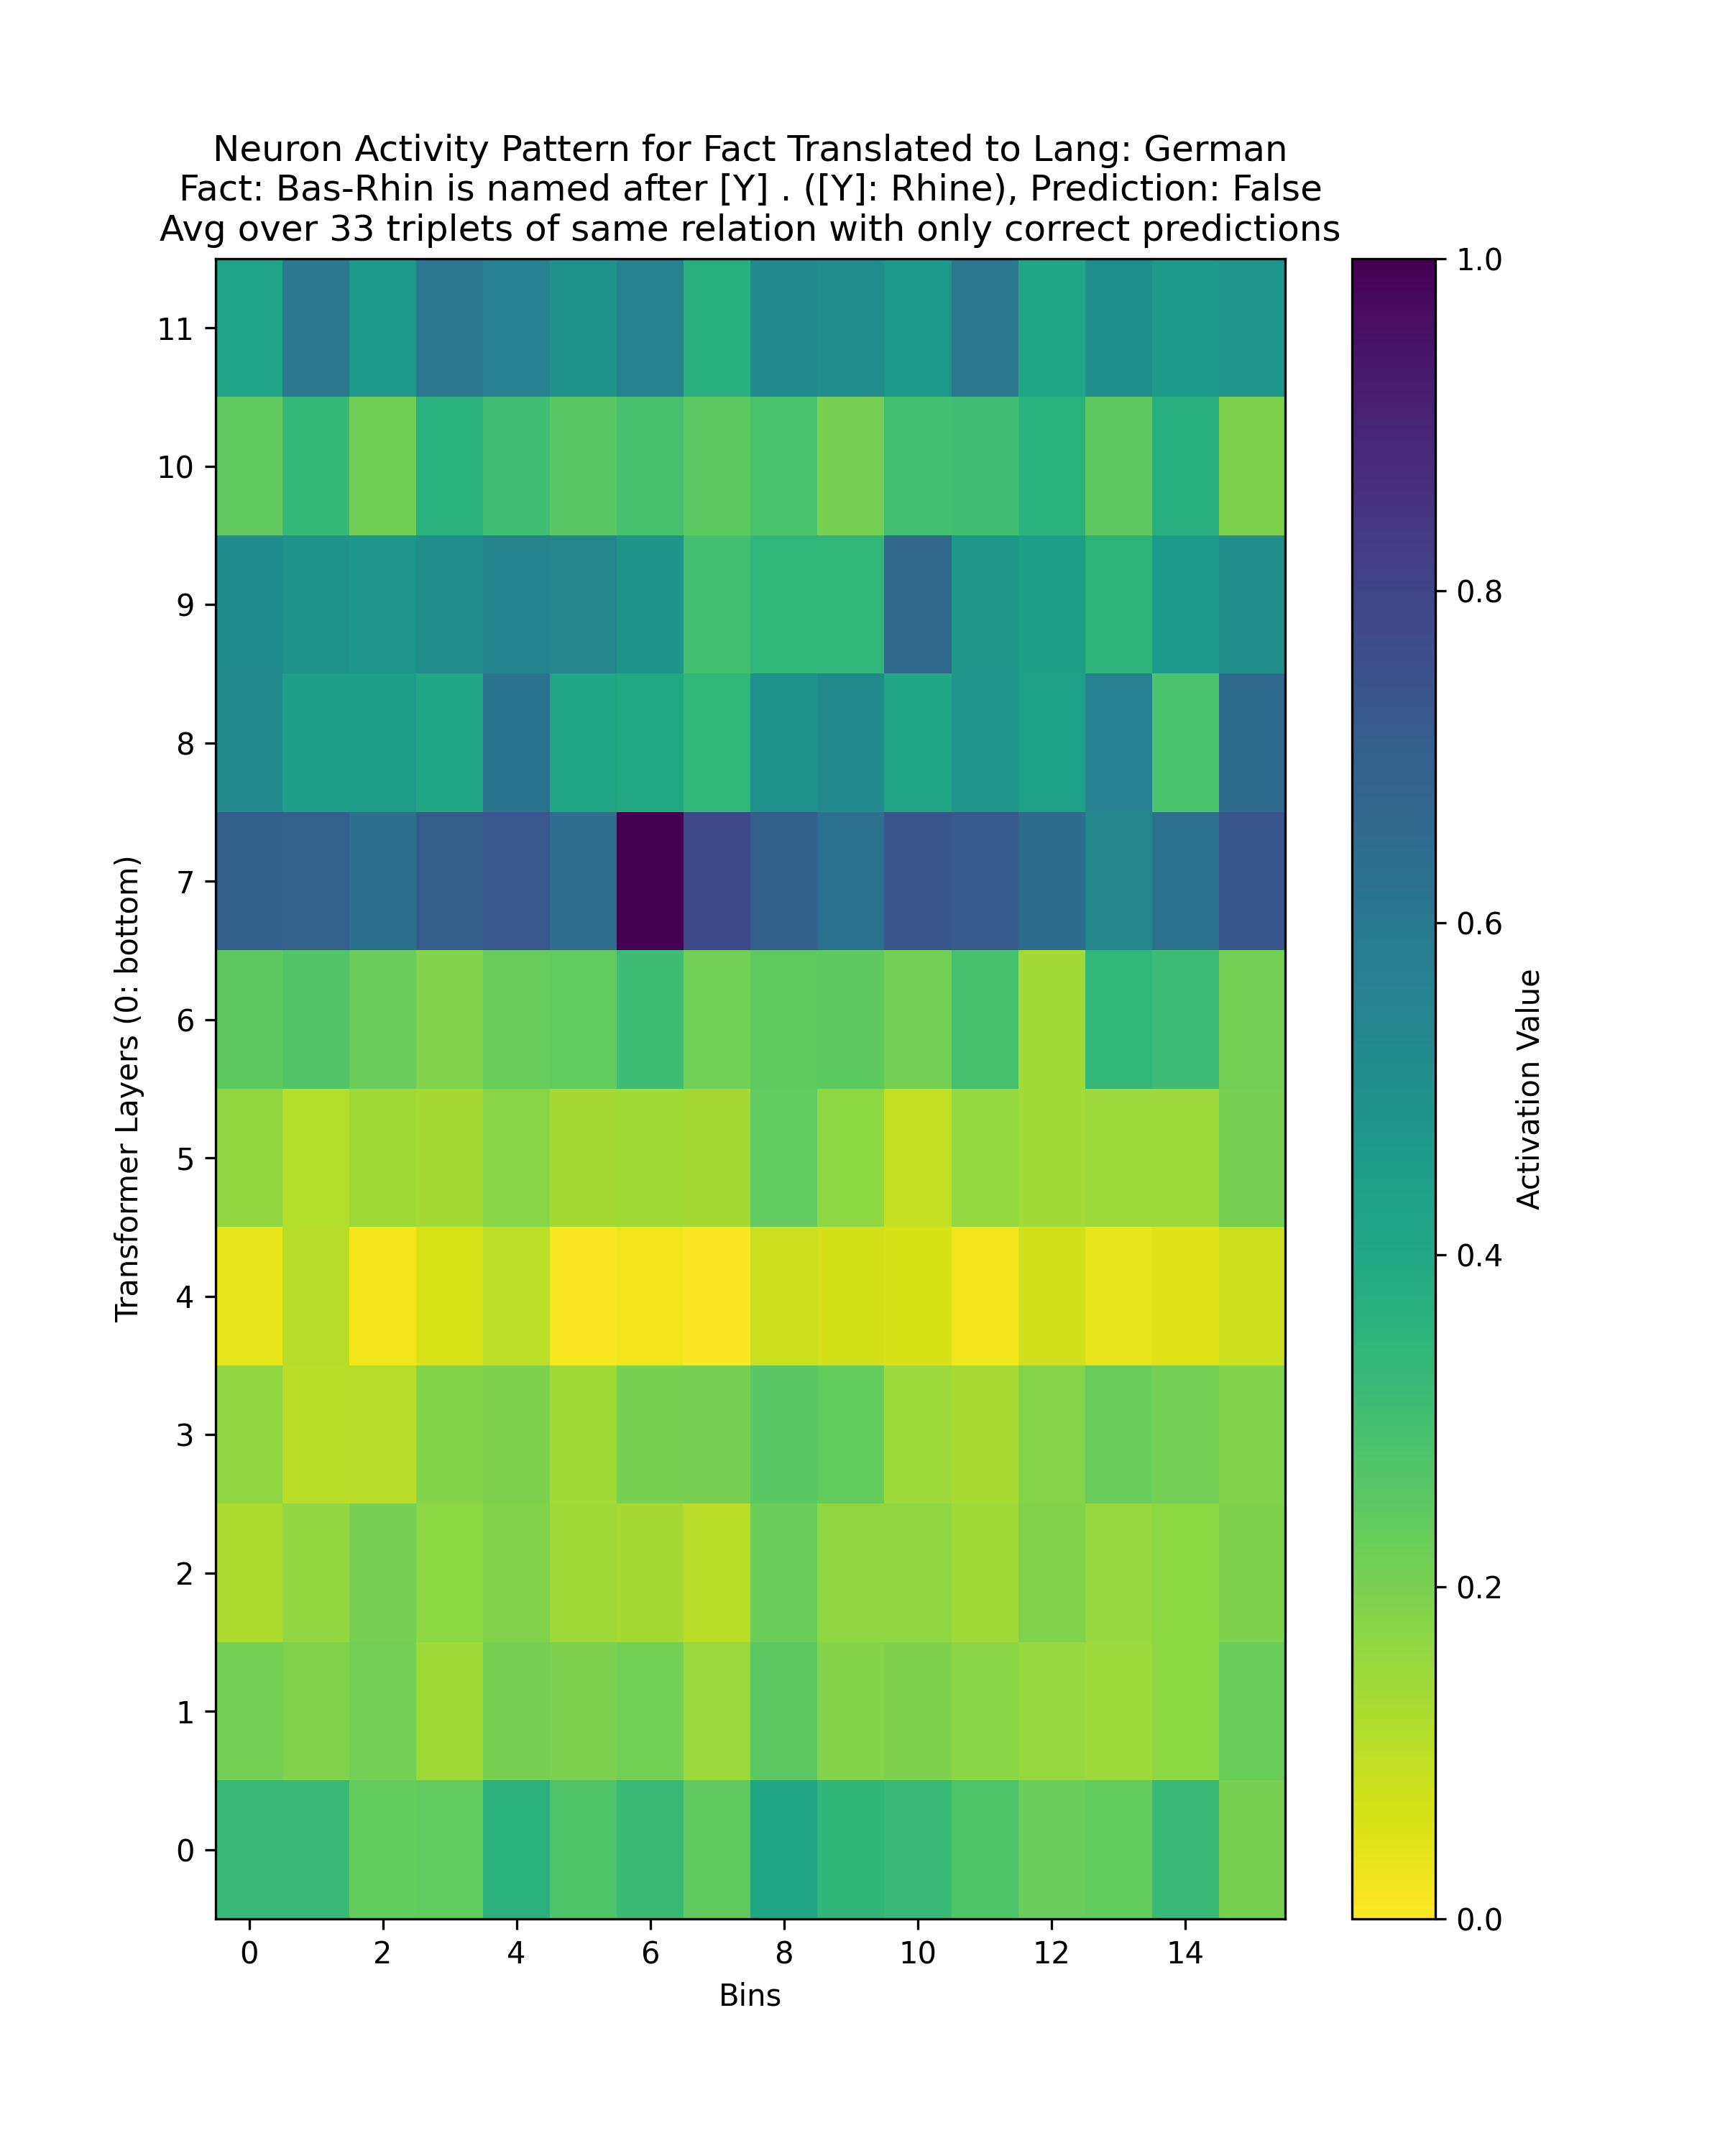 Neuron Activity Pattern for Fact Translated to Lang: German
Fact: Bas-Rhin is named after [Y] . ([Y]: Rhine), Prediction: False
Avg over 33 triplets of same relation with only correct predictions
Transformer Layers (0: bottom)
11
10
9
8
7
6
5
4
3
2
1
0
0 2 4 6 8 10 12 14
Bins
1.0
0.8
0.6
0.4
0.2
0.0
Activation Value